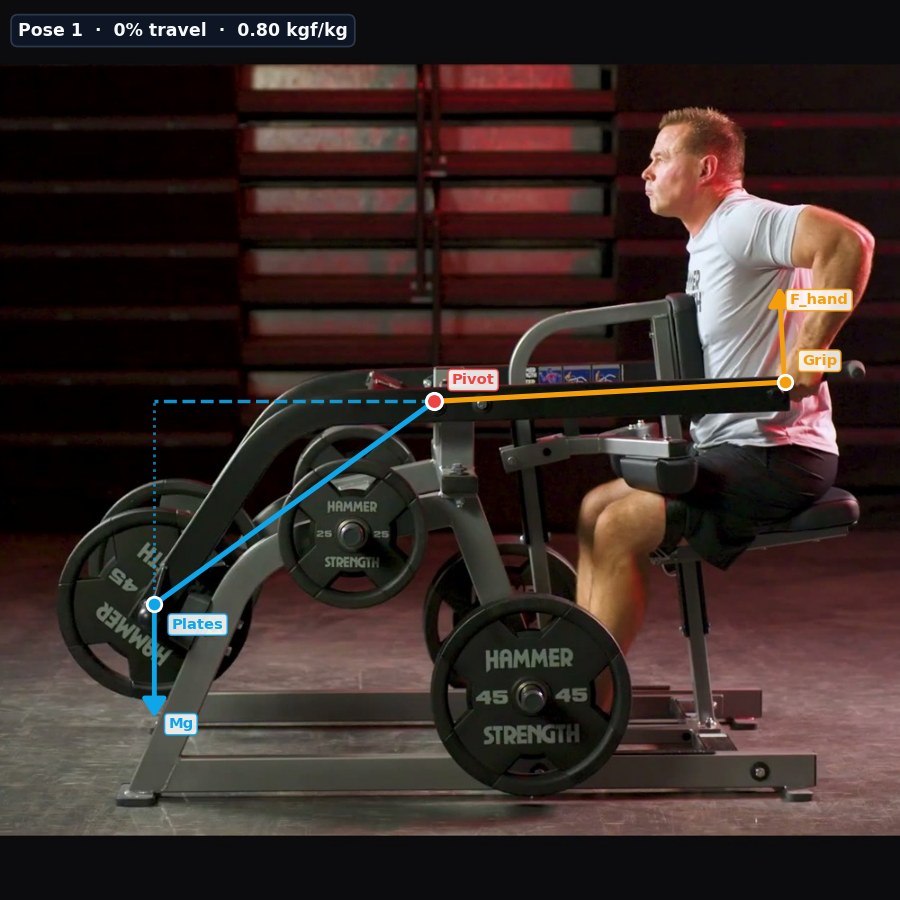 Pose 1 · 0% travel · 0.80 kgf/kg
F_hand
Grip
Pivot
HAMMER
25 25
STRENGTH
45
HAMMER
TH
Plates
Mg
HAMMER
45 45
STRENGTH